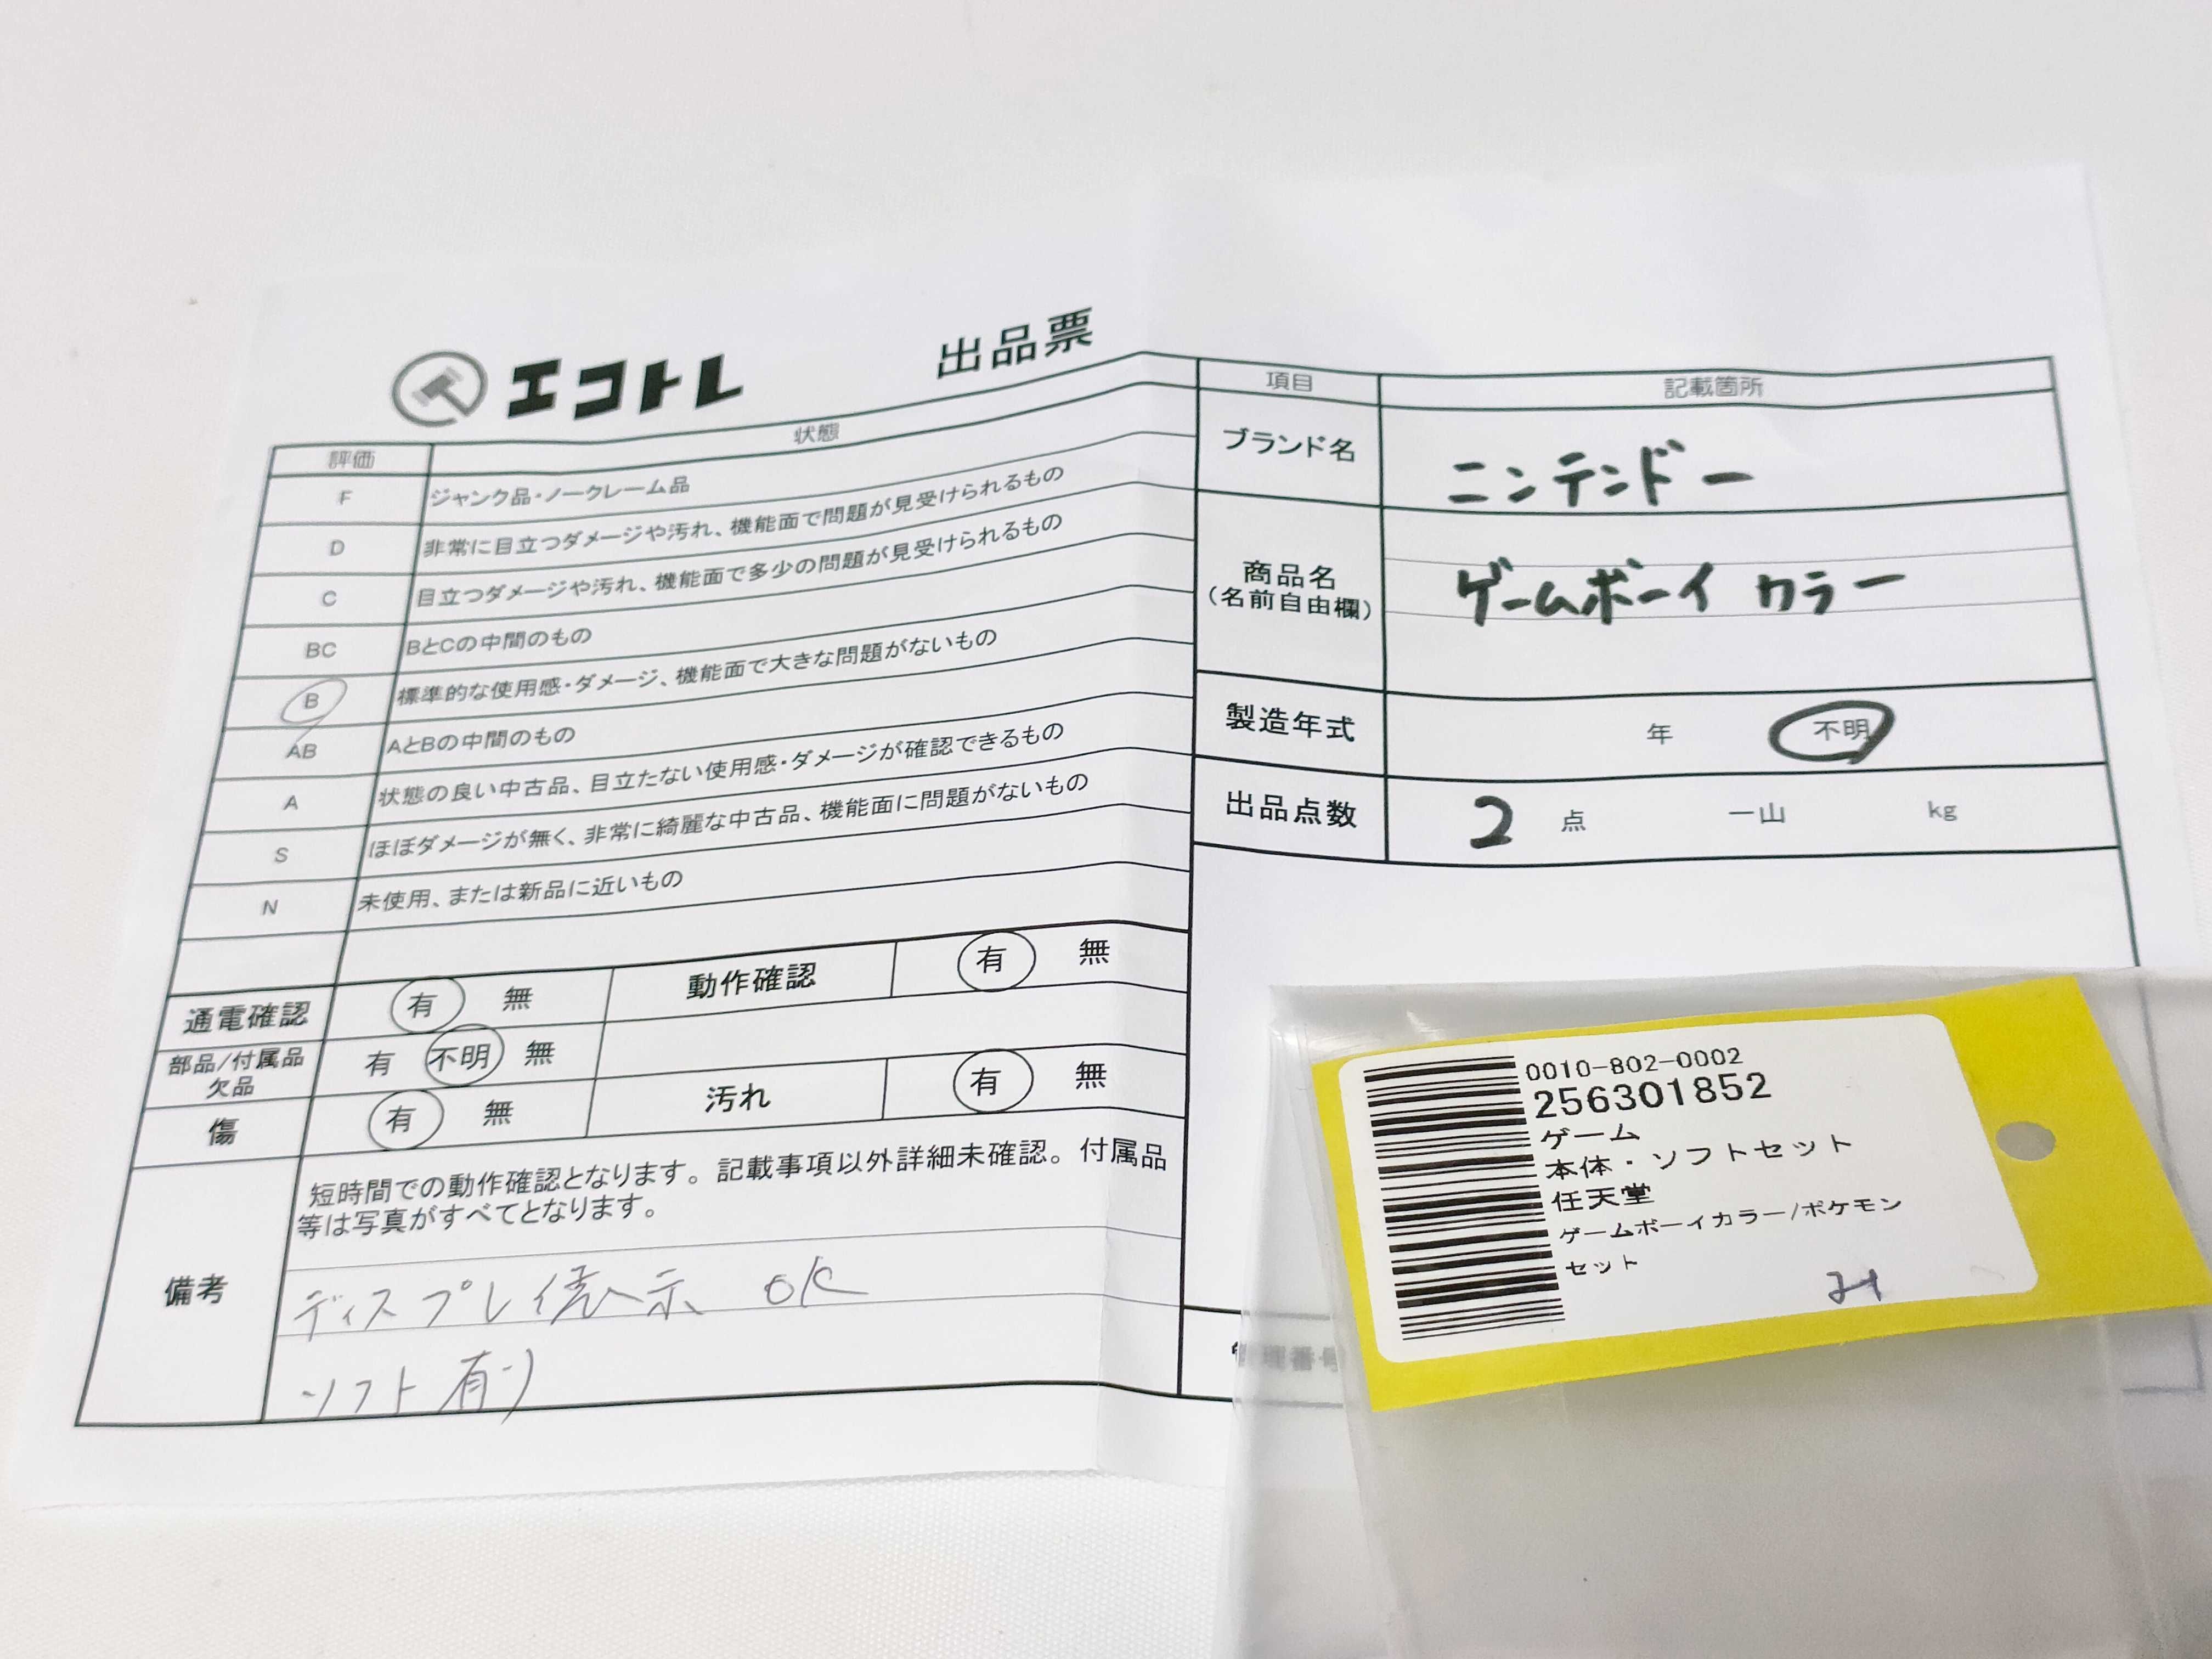 エコトレ 出品票
評価 状態
F ジャンク品・ノークレーム品
D 非常に目立つダメージや汚れ、機能面で問題が見受けられるもの
C 目立つダメージや汚れ、機能面で多少の問題が見受けられるもの
BC BとCの中間のもの
B 標準的な使用感・ダメージ、機能面で大きな問題がないもの
AB AとBの中間のもの
A 状態の良い中古品、目立たない使用感・ダメージが確認できるもの
S ほぼダメージが無く、非常に綺麗な中古品、機能面に問題がないもの
N 未使用、または新品に近いもの
通電確認 有 無 動作確認 有 無
部品/付属品
欠品 有 不明 無
傷 有 無 汚れ 有 無
備考
短時間での動作確認となります。記載事項以外詳細未確認。付属品
等は写真がすべてとなります。
ディスプレイ表示 OK
ソフト有り
項目 記載箇所
ブランド名 ニンテンドー
商品名
(名前自由欄)
ゲームボーイ カラー
製造年式 年 不明
出品点数 2 点 一山 kg
管理番号
0010-802-0002
256301852
ゲーム
本体・ソフトセット
任天堂
ゲームボーイカラー/ポケモン
セット